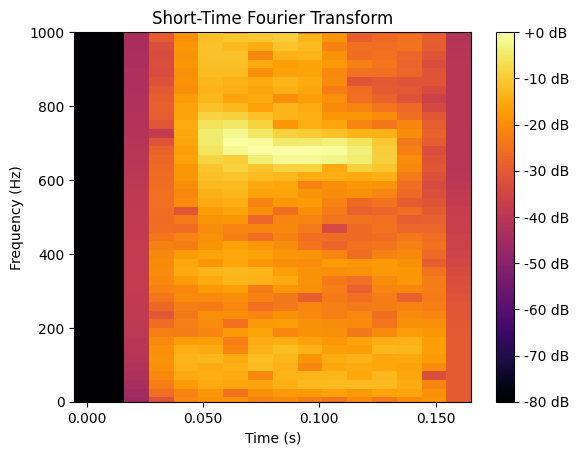 Short-Time Fourier Transform
1000
800
600
400
200
0
Frequency (Hz)
0.000
0.050
0.100
0.150
Time (s)
+0 dB
-10 dB
-20 dB
-30 dB
-40 dB
-50 dB
-60 dB
-70 dB
-80 dB